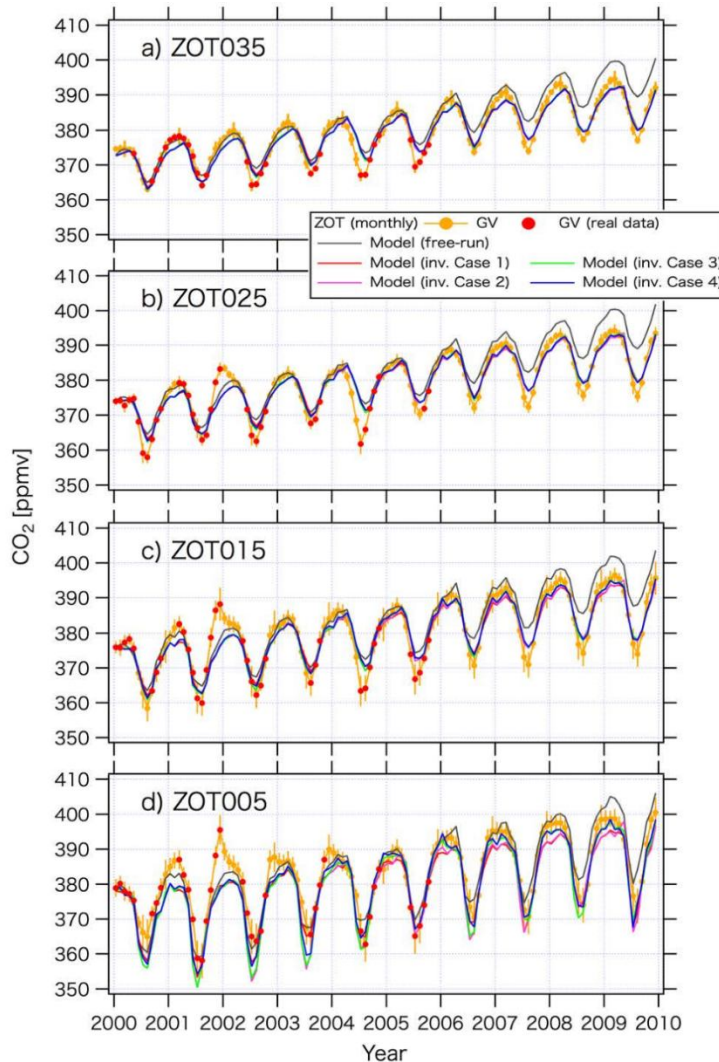 410
400
390
380
370
360
350
a) ZOT035
ZOT (monthly) GV GV (real data)
Model (free-run)
Model (inv. Case 1) Model (inv. Case 3)
Model (inv. Case 2) Model (inv. Case 4)
410
400
390
380
370
360
350
b) ZOT025
CO2 [ppmv]
410
400
390
380
370
360
350
c) ZOT015
410
400
390
380
370
360
350
d) ZOT005
2000 2001 2002 2003 2004 2005 2006 2007 2008 2009 2010
Year